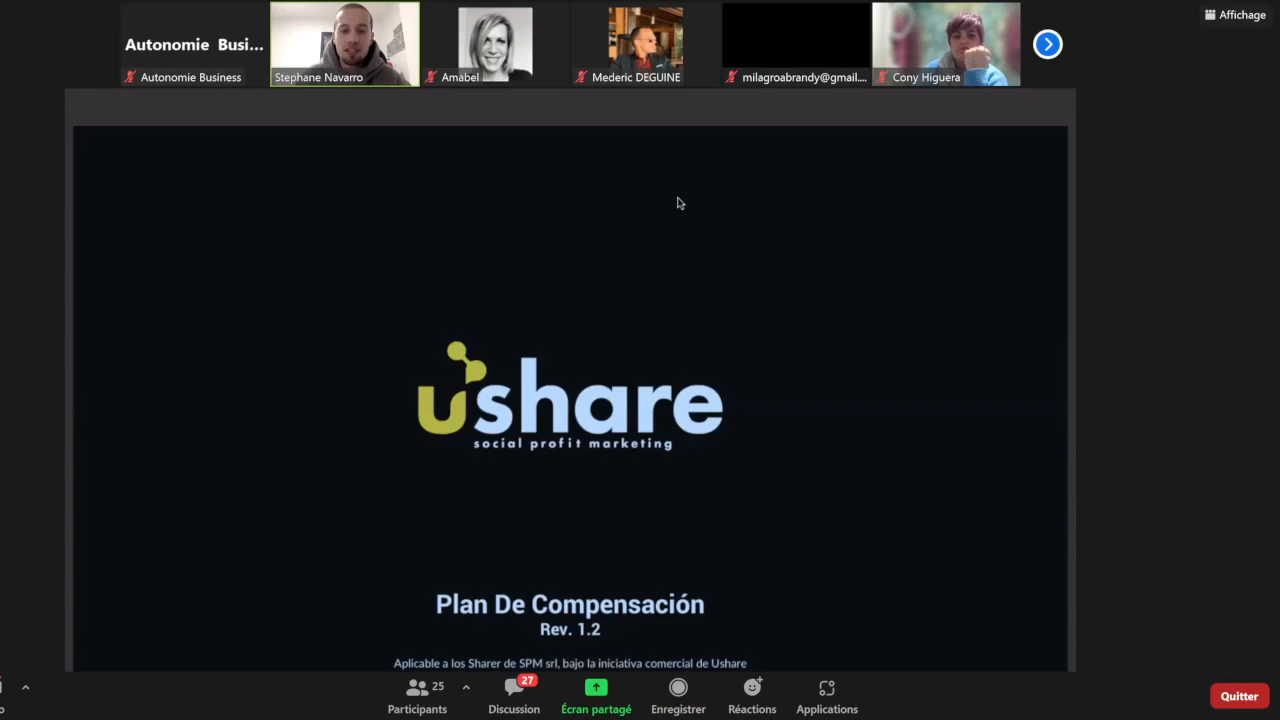 Autonomie Busi...
Autonomie Business
Stephane Navarro
Amabel
Mederic DEGUINE
milagroabrandy@gmail....
Cony Higuera
Affichage
ushare
social profit marketing
Plan De Compensación
Rev. 1.2
Aplicable a los Sharer de SPM srl, bajo la iniciativa comercial de Ushare
25
27
Participants
Discussion
Écran partagé
Enregistrer
Réactions
Applications
Quitter